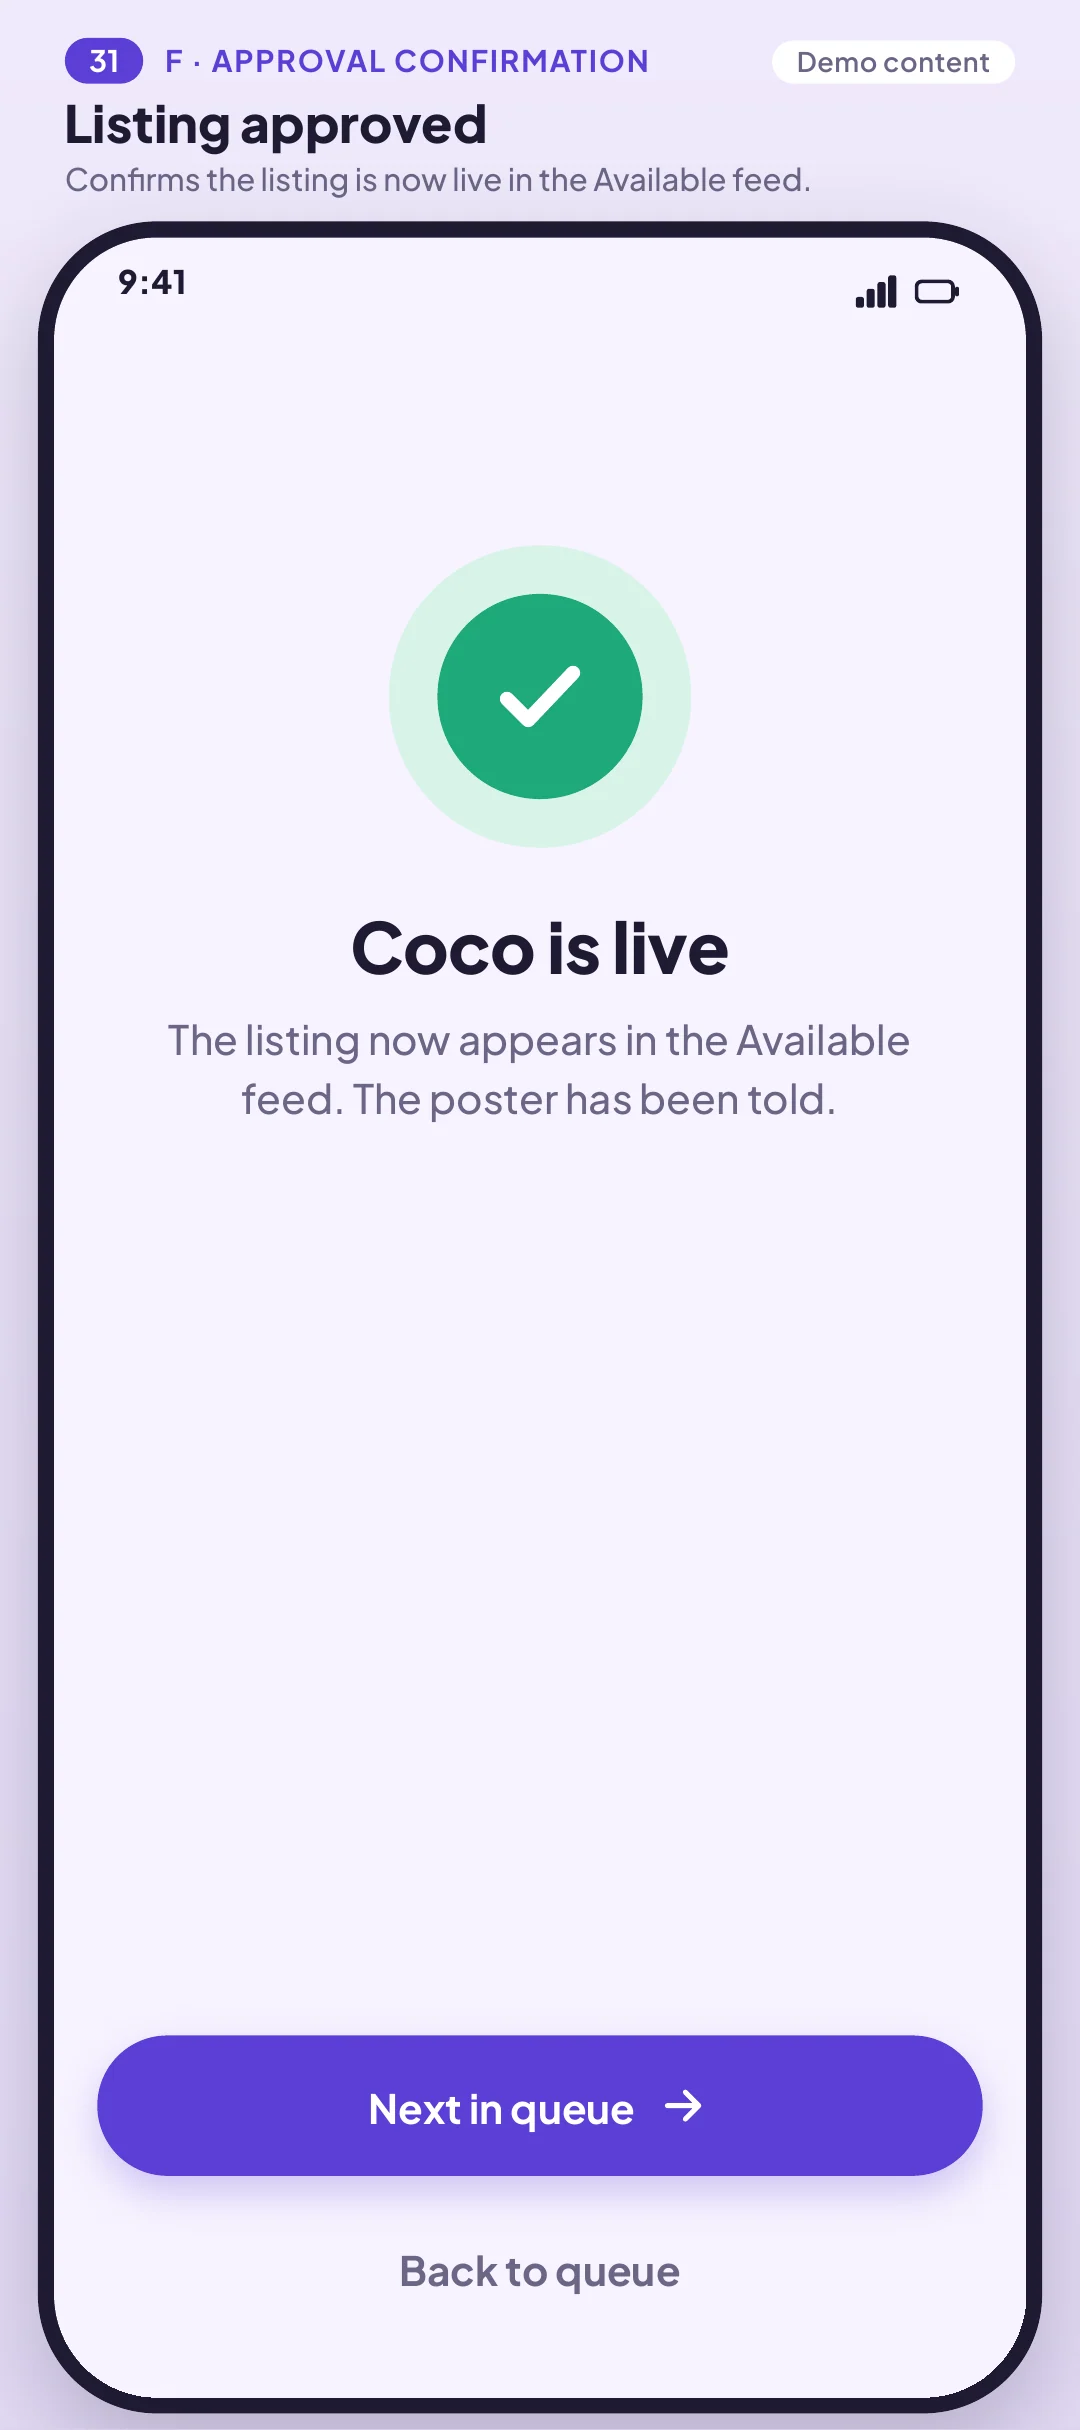 31 F · APPROVAL CONFIRMATION Demo content
Listing approved
Confirms the listing is now live in the Available feed.
9:41
Coco is live
The listing now appears in the Available
feed. The poster has been told.
Next in queue →
Back to queue